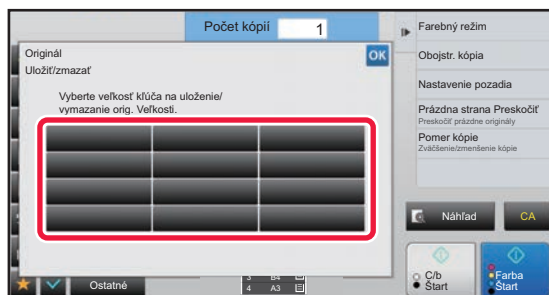 Počet kópií 1
Originál
OK
Uložiť/zmazať
Vyberte veľkosť kľúča na uloženie/
vymazanie orig. Veľkosti.
Farebný režim
Obojstr. kópia
Nastavenie pozadia
Prázdna strana Preskočiť
Preskočiť prázdne originály
Pomer kópie
Zväčšenie/zmenšenie kópie
Náhľad
CA
Ostatné
3 B4
4 A3
C/b
Štart
Farba
Štart